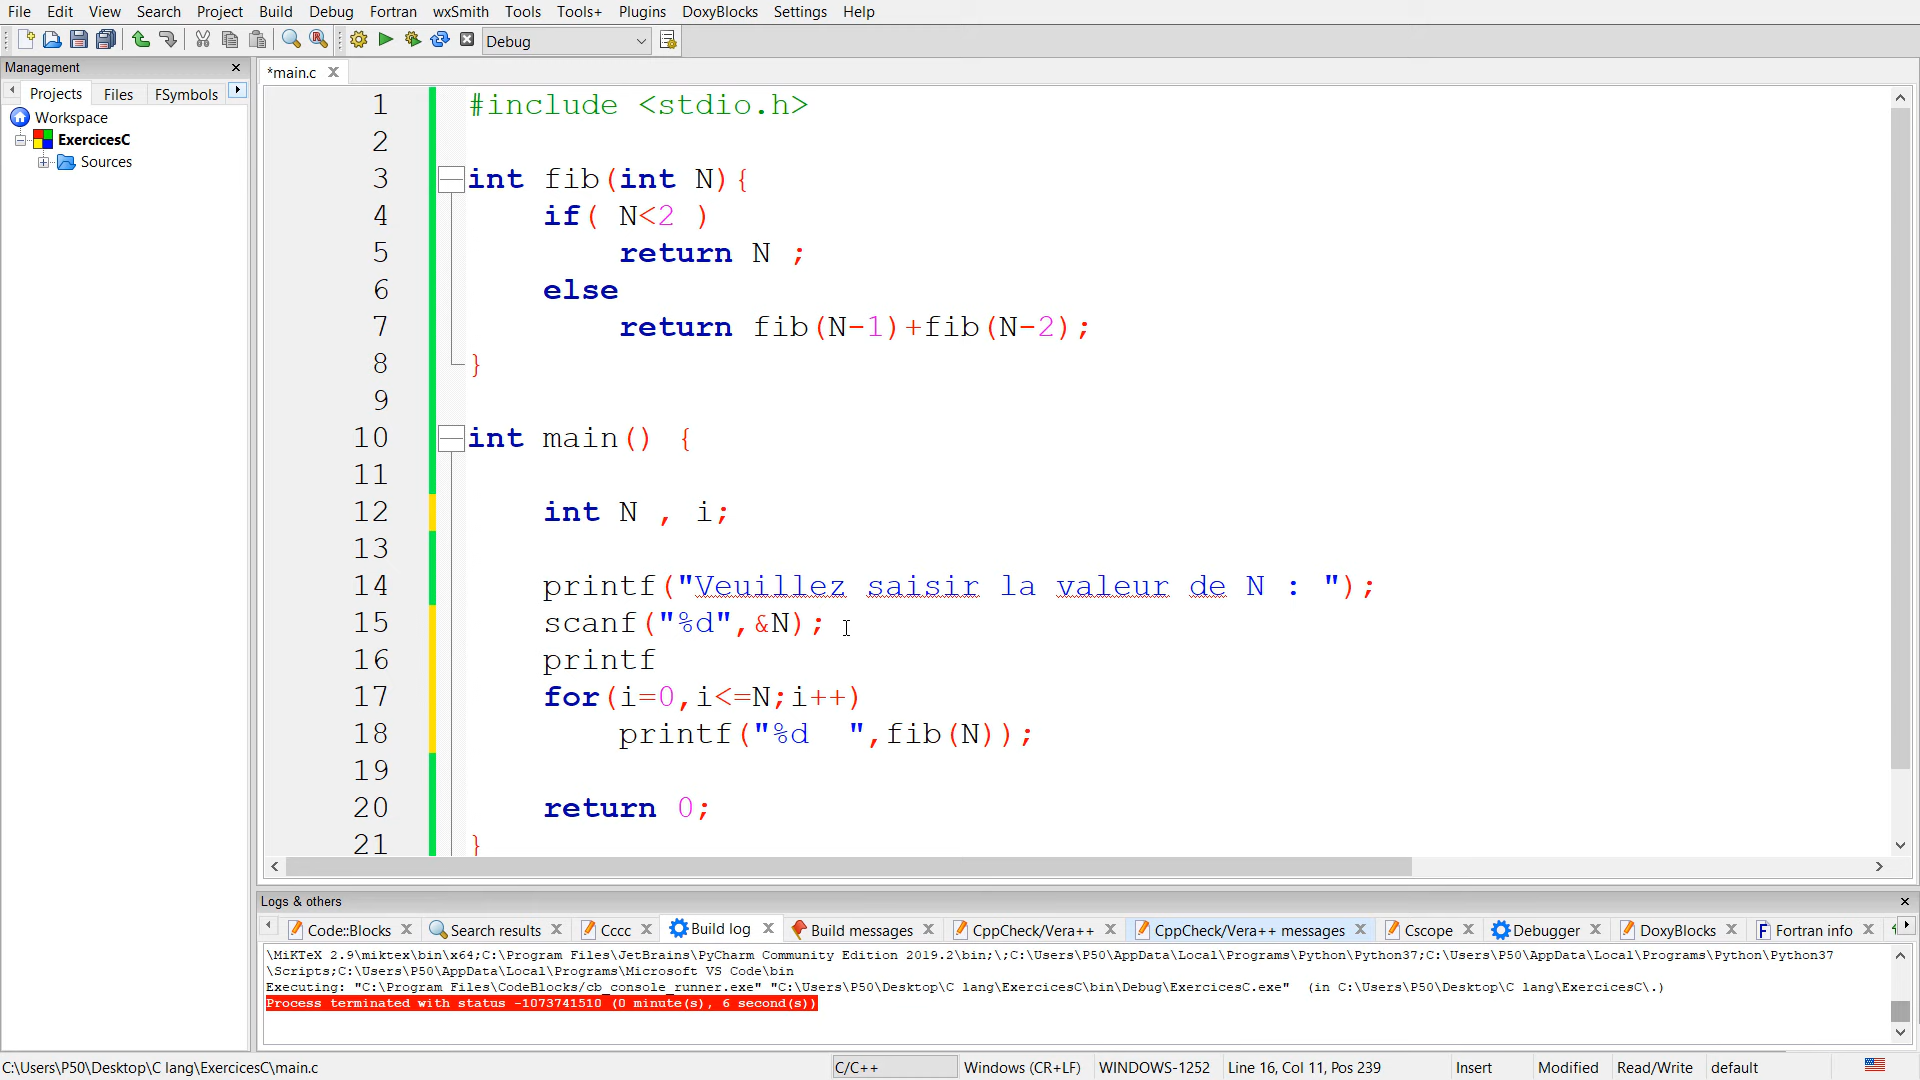 File Edit View Search Project Build Debug Fortran wxSmith Tools Tools+ Plugins DoxyBlocks Settings Help
Debug
Management
*main.c
Projects Files FSymbols
Workspace
ExercicesC
Sources
1 #include <stdio.h>
2
3 int fib(int N){
4 if( N<2 )
5 return N ;
6 else
7 return fib(N-1)+fib(N-2);
8 }
9
10 int main() {
11
12 int N , i;
13
14 printf("Veuillez saisir la valeur de N : ");
15 scanf("%d",&N);
16 printf
17 for(i=0,i<=N;i++)
18 printf("%d  ",fib(N));
19
20 return 0;
21 }
Logs & others
Code::Blocks Search results Cccc Build log Build messages CppCheck/Vera++ CppCheck/Vera++ messages Cscope Debugger DoxyBlocks Fortran info
\MiKTeX 2.9\miktex\bin\x64;C:\Program Files\JetBrains\PyCharm Community Edition 2019.2\bin;\;C:\Users\P50\AppData\Local\Programs\Python\Python37;C:\Users\P50\AppData\Local\Programs\Python\Python37
\Scripts;C:\Users\P50\AppData\Local\Programs\Microsoft VS Code\bin
Executing: "C:\Program Files\CodeBlocks/cb_console_runner.exe" "C:\Users\P50\Desktop\C lang\ExercicesC\bin\Debug\ExercicesC.exe"  (in C:\Users\P50\Desktop\C lang\ExercicesC\.)
Process terminated with status -1073741510 (0 minute(s), 6 second(s))
C:\Users\P50\Desktop\C lang\ExercicesC\main.c C/C++ Windows (CR+LF) WINDOWS-1252 Line 16, Col 11, Pos 239 Insert Modified Read/Write default